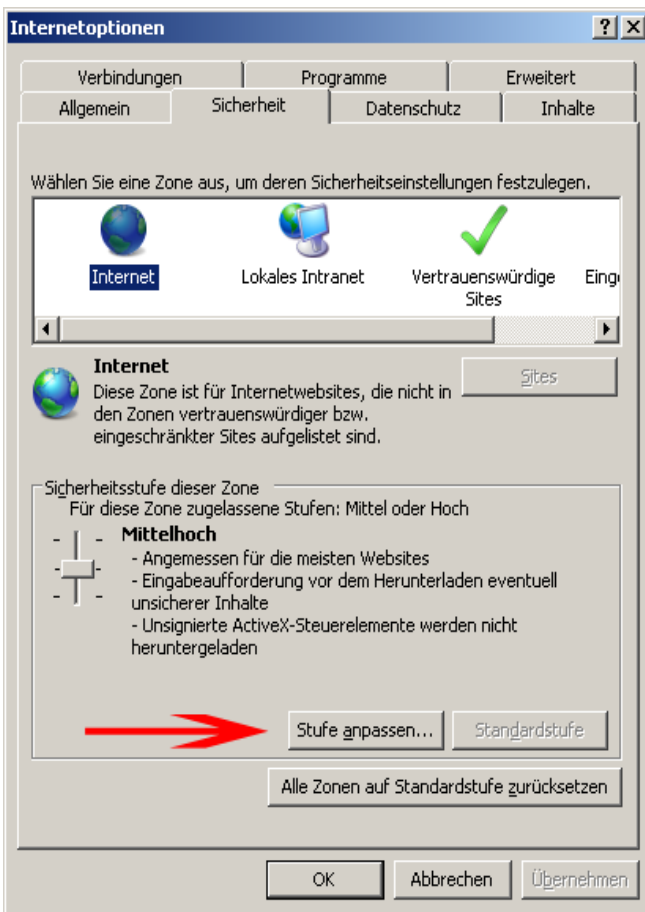 Internetoptionen
Verbindungen Programme Erweitert
Allgemein Sicherheit Datenschutz Inhalte
Wählen Sie eine Zone aus, um deren Sicherheitseinstellungen festzulegen.
Internet Lokales Intranet Vertrauenswürdige
Sites
Internet
Sites
Diese Zone ist für Internetwebsites, die nicht in
den Zonen vertrauenswürdiger bzw.
eingeschränkter Sites aufgelistet sind.
Sicherheitsstufe dieser Zone
Für diese Zone zugelassene Stufen: Mittel oder Hoch
Mittelhoch
- Angemessen für die meisten Websites
- Eingabeaufforderung vor dem Herunterladen eventuell
unsicherer Inhalte
- Unsignierte ActiveX-Steuerelemente werden nicht
heruntergeladen
Stufe anpassen... Standardstufe
Alle Zonen auf Standardstufe zurücksetzen
OK Abbrechen Übernehmen